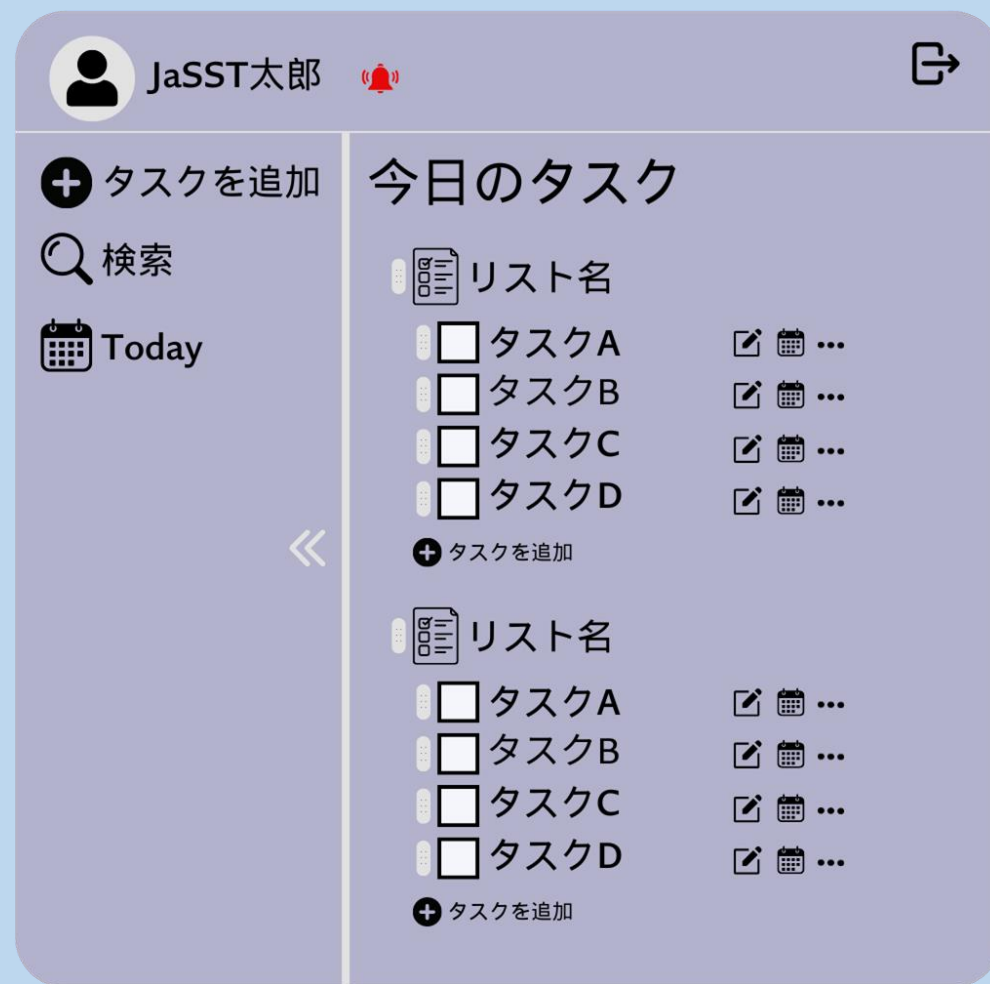 JaSST太郎
タスクを追加
検索
Today
今日のタスク
リスト名
タスクA
タスクB
タスクC
タスクD
タスクを追加
リスト名
タスクA
タスクB
タスクC
タスクD
タスクを追加